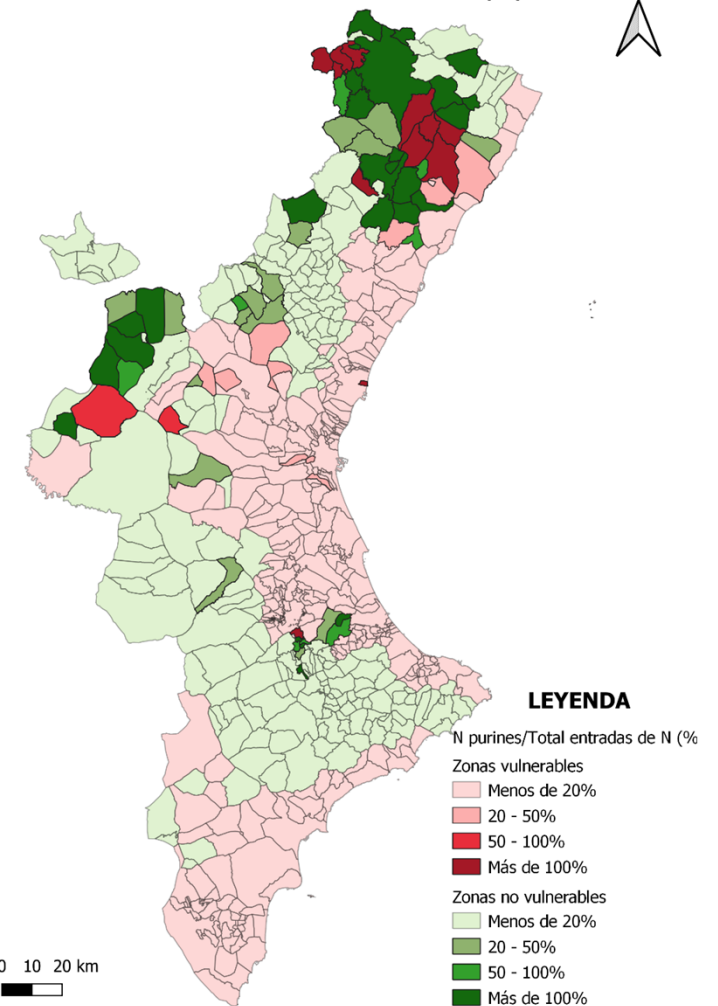 LEYENDA
N purines/Total entradas de N (%
Zonas vulnerables
Menos de 20%
20 - 50%
50 - 100%
Más de 100%
Zonas no vulnerables
Menos de 20%
20 - 50%
50 - 100%
Más de 100%
0 10 20 km